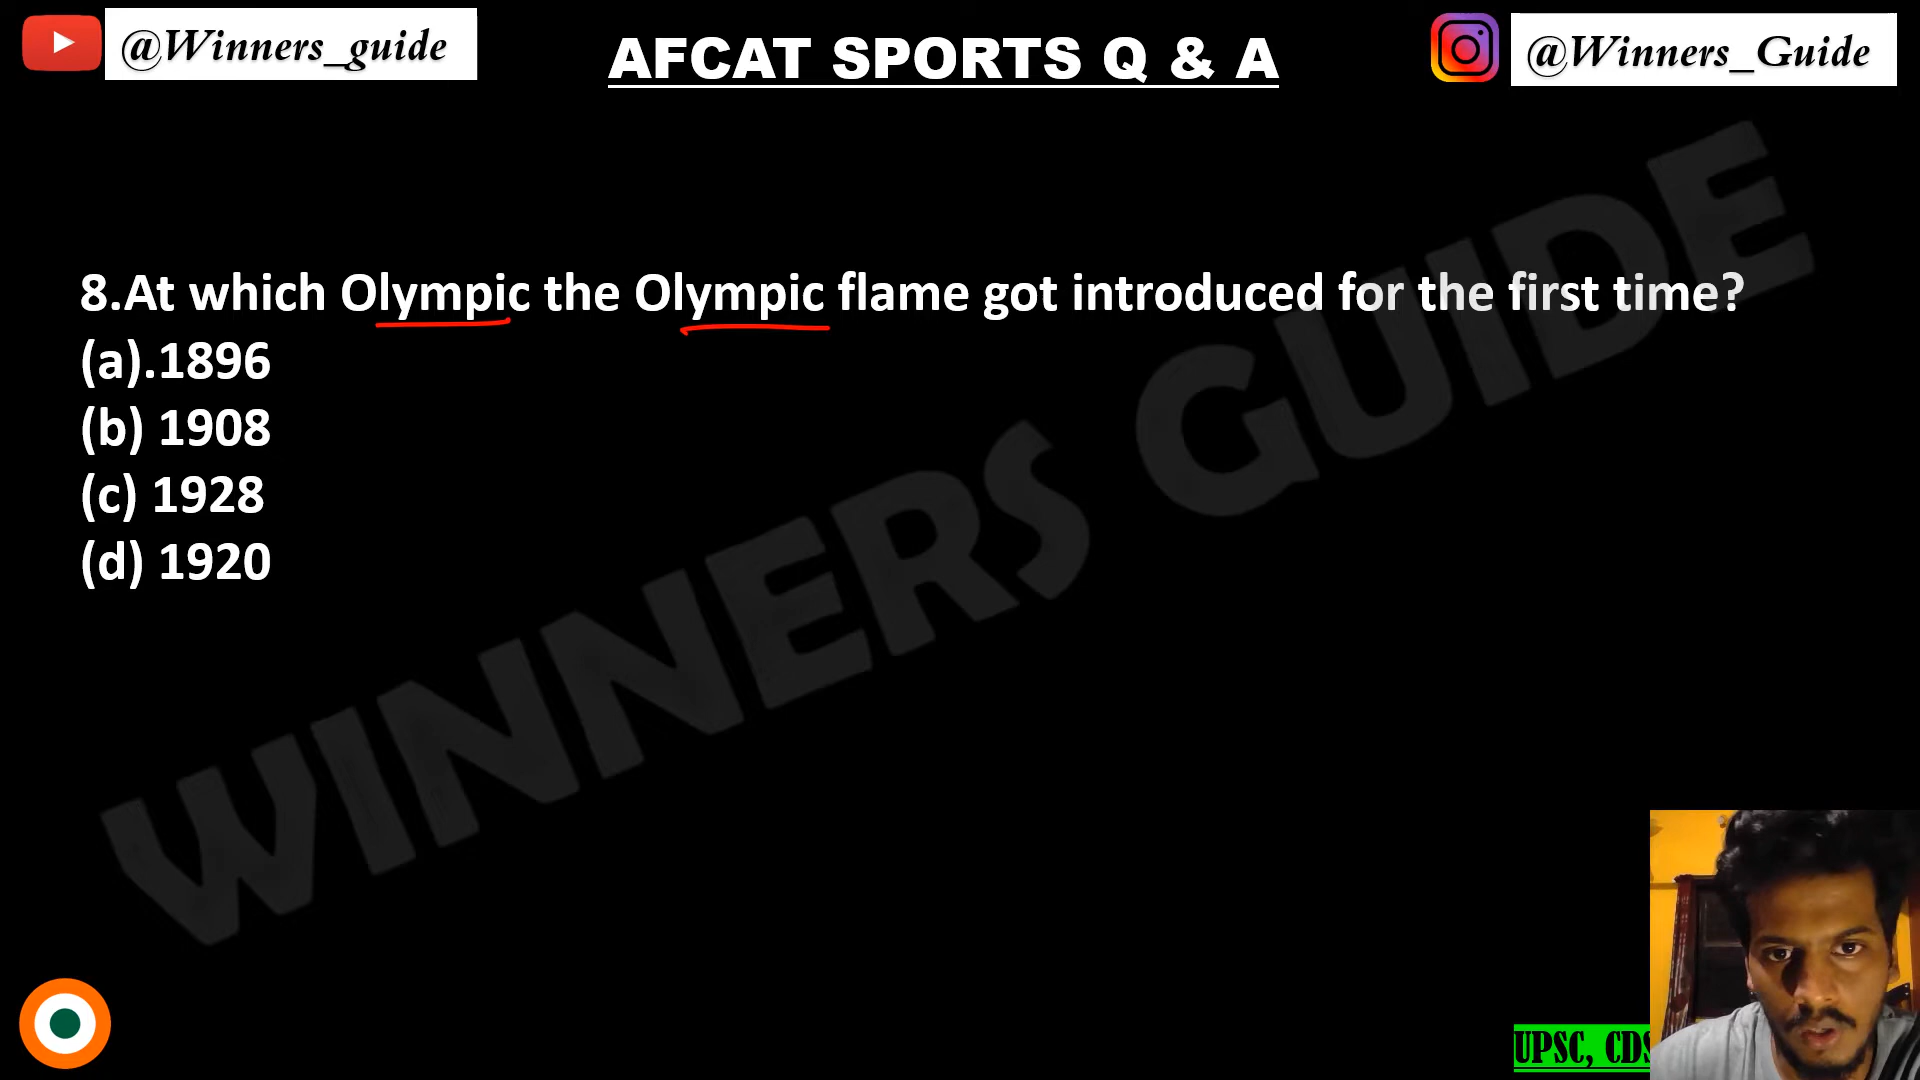 @Winners_guide
AFCAT SPORTS Q & A
@Winners_Guide
8.At which Olympic the Olympic flame got introduced for the first time?
(a).1896
(b) 1908
(c) 1928
(d) 1920
WINNERS GUIDE
UPSC, CDS